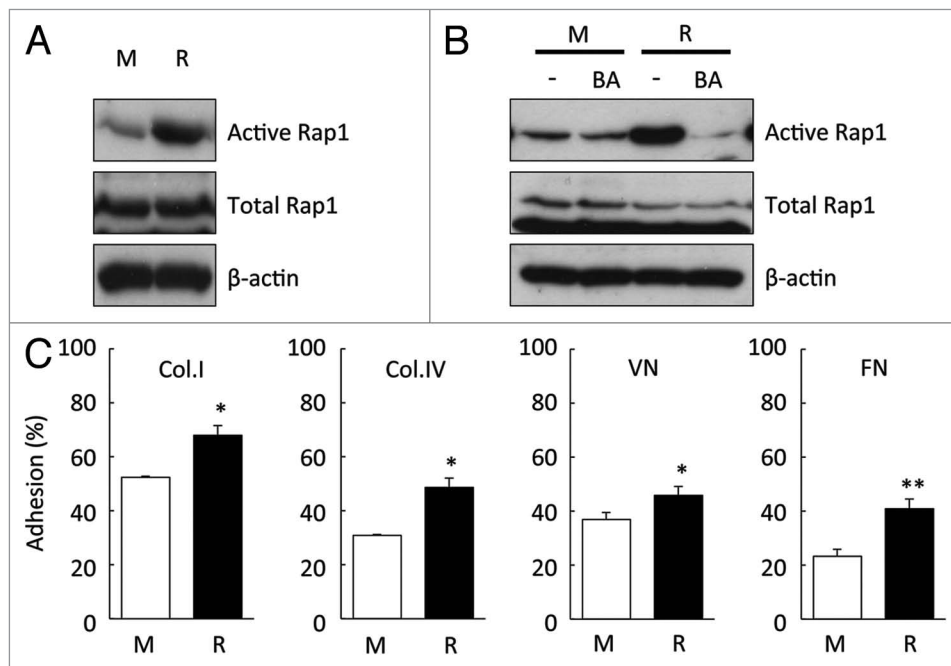 A
M R
Active Rap1
Total Rap1
β-actin
B
M R
- BA - BA
Active Rap1
Total Rap1
β-actin
C
Adhesion (%)
100
80
60
40
20
0
Col.I
*
M R
100
80
60
40
20
0
Col.IV
*
M R
100
80
60
40
20
0
VN
*
M R
100
80
60
40
20
0
FN
**
M R